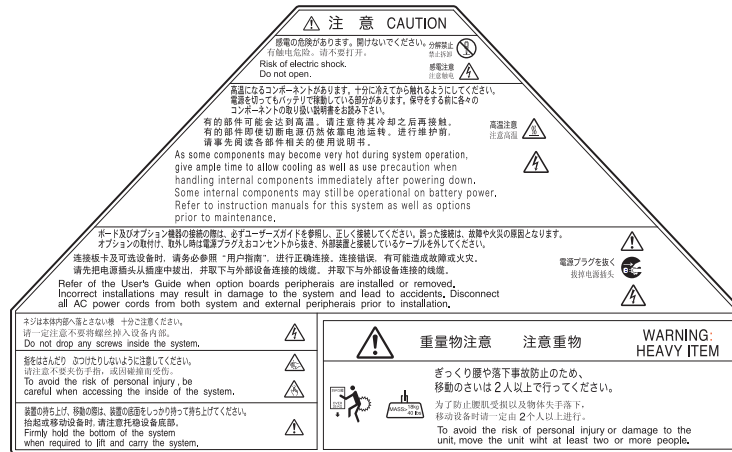 注 意 CAUTION
感電の危険があります。開けないでください。
有触电危险。请不要打开。
Risk of electric shock.
Do not open.
分解禁止
禁止拆卸
感電注意
注意触电
高温になるコンポーネントがあります。十分に冷えてから触れるようにしてください。
電源を切ってもバッテリで稼動している部分があります。保守をする前に各々の
コンポーネントの取り扱い説明書をお読み下さい。
有的部件可能会达到高温。请注意待其冷却之后再接触。
有的部件即使切断电源仍然依靠电池运转。进行维护前，
请事先阅读各部件相关的使用说明书。
As some components may become very hot during system operation,
give ample time to allow cooling as well as use precaution when
handling internal components immediately after powering down.
Some internal components may still be operational on battery power.
Refer to instruction manuals for this system as well as options
prior to maintenance.
高温注意
注意高温
ボード及びオプション機器の接続の際は、必ずユーザーズガイドを参照し、正しく接続してください。誤った接続は、故障や火災の原因となります。
オプションの取付け、取外し時は電源プラグえおコンセントから抜き、外部装置と接続しているケーブルを外してください。
连接板卡及可选设备时，请务必参照 “用户指南”，进行正确连接。连接错误，有可能造成故障或火灾。
请先把电源插头从插座中拔出，并取下与外部设备连接的线缆。并取下与外部设备连接的线缆。
Refer of the User's Guide when option boards peripherals are installed or removed.
Incorrect installations may result in damage to the system and lead to accidents. Disconnect
all AC power cords from both system and external peripherials prior to installation.
電源プラグを抜く
拔掉电源插头
ネジは本体内部へ落とさない様 十分ご注意ください。
请一定注意不要将螺丝掉入设备内部。
Do not drop any screws inside the system.
指をはさんだり ぶつけたりしないように注意してください。
请注意不要夹伤手指，或因碰撞而受伤。
To avoid the risk of personal injury , be
careful when accessing the inside of the system.
装置の持ち上げ、移動の際は、装置の底面をしっかり持って持ち上げてください。
抬起或移动设备时，请注意托稳设备底部。
Firmly hold the bottom of the system
when required to lift and carry the system.
重量物注意 注意重物 WARNING:
HEAVY ITEM
ぎっくり腰や落下事故防止のため、
移動のさいは2人以上で行ってください。
为了防止腰肌受损以及物体失手落下，
移动设备时请一定由 2个人以上进行。
To avoid the risk of personal injury or damage to the
unit, move the unit wiht at least two or more people.
MASS≥ 18kg
40 lbs